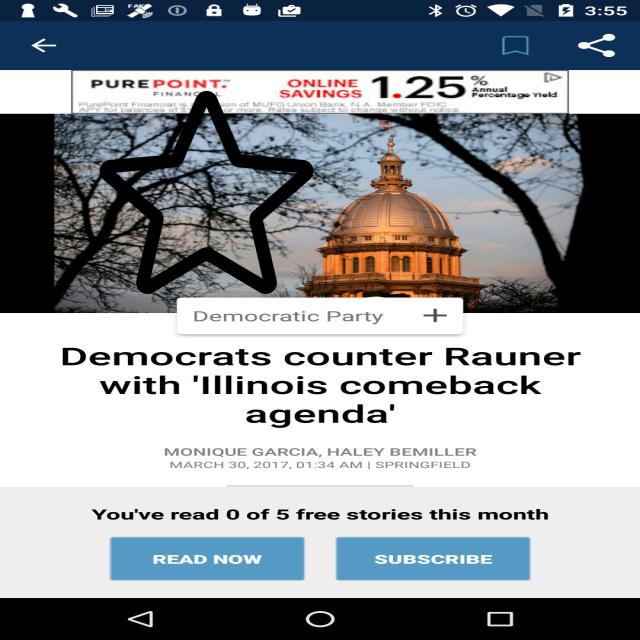 3:55
PUREPOINT.
FINANCIAL
ONLINE
SAVINGS
1.25 % Annual
Percentage Yield
PurePoint Financial is a of MUFG Union Bank, N.A. Member FDIC.
APY for balances of or more. Rates subject to change without notice.
Democratic Party +
Democrats counter Rauner
with 'Illinois comeback
agenda'
MONIQUE GARCIA, HALEY BEMILLER
MARCH 30, 2017, 01:34 AM | SPRINGFIELD
You've read 0 of 5 free stories this month
READ NOW
SUBSCRIBE